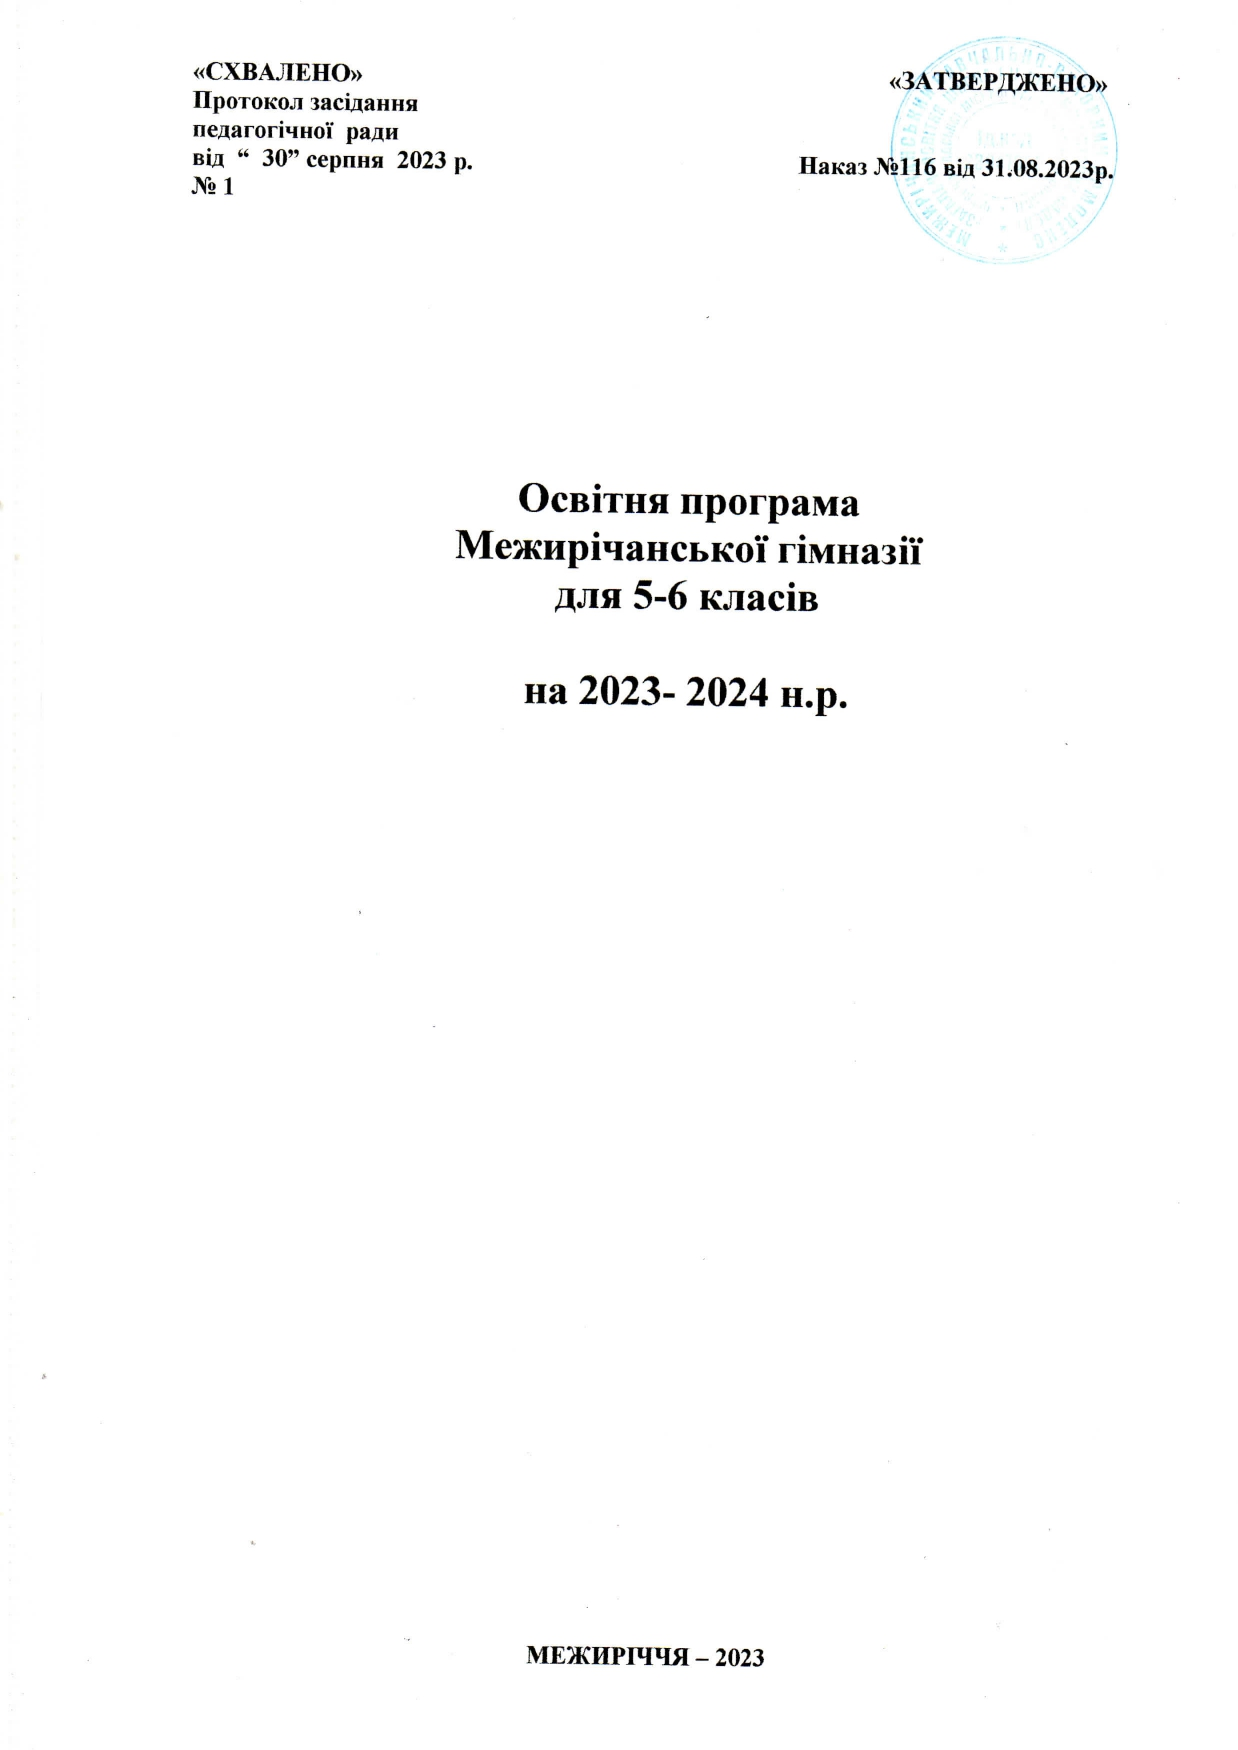 «СХВАЛЕНО»
Протокол засідання
педагогічної ради
від “ 30” серпня 2023 р.
№ 1
«ЗАТВЕРДЖЕНО»
Наказ №116 від 31.08.2023р.
Освітня програма
Межирічанської гімназії
для 5-6 класів
на 2023- 2024 н.р.
МЕЖИРІЧЧЯ – 2023